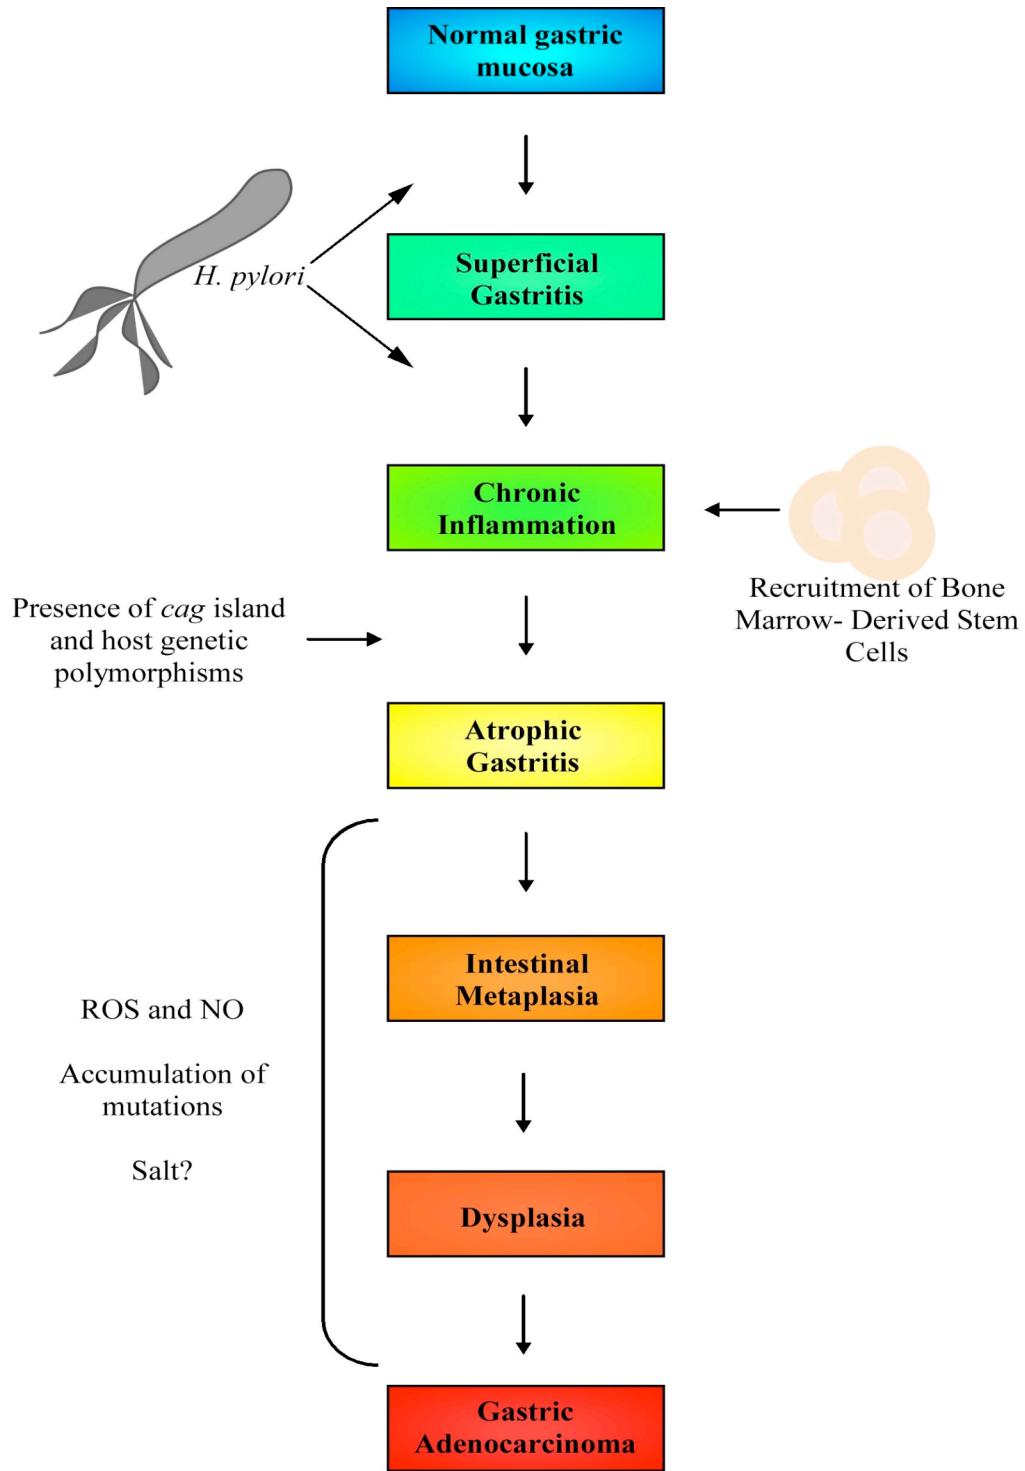 Normal gastric
mucosa
H. pylori
Superficial
Gastritis
Chronic
Inflammation
Recruitment of Bone
Marrow- Derived Stem
Cells
Presence of cag island
and host genetic
polymorphisms
Atrophic
Gastritis
Intestinal
Metaplasia
ROS and NO
Accumulation of
mutations
Salt?
Dysplasia
Gastric
Adenocarcinoma